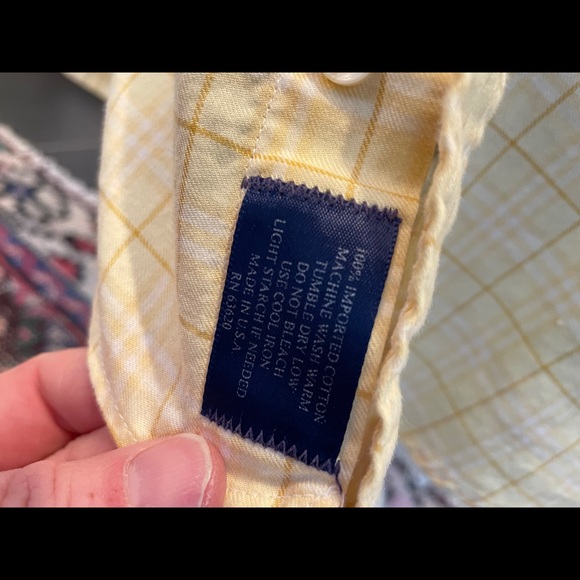 100% IMPORTED COTTON
MACHINE WASH WARM
TUMBLE DRY LOW
DO NOT BLEACH
USE COOL IRON
LIGHT STARCH IF NEEDED
MADE IN U.S.A.
RN 63620